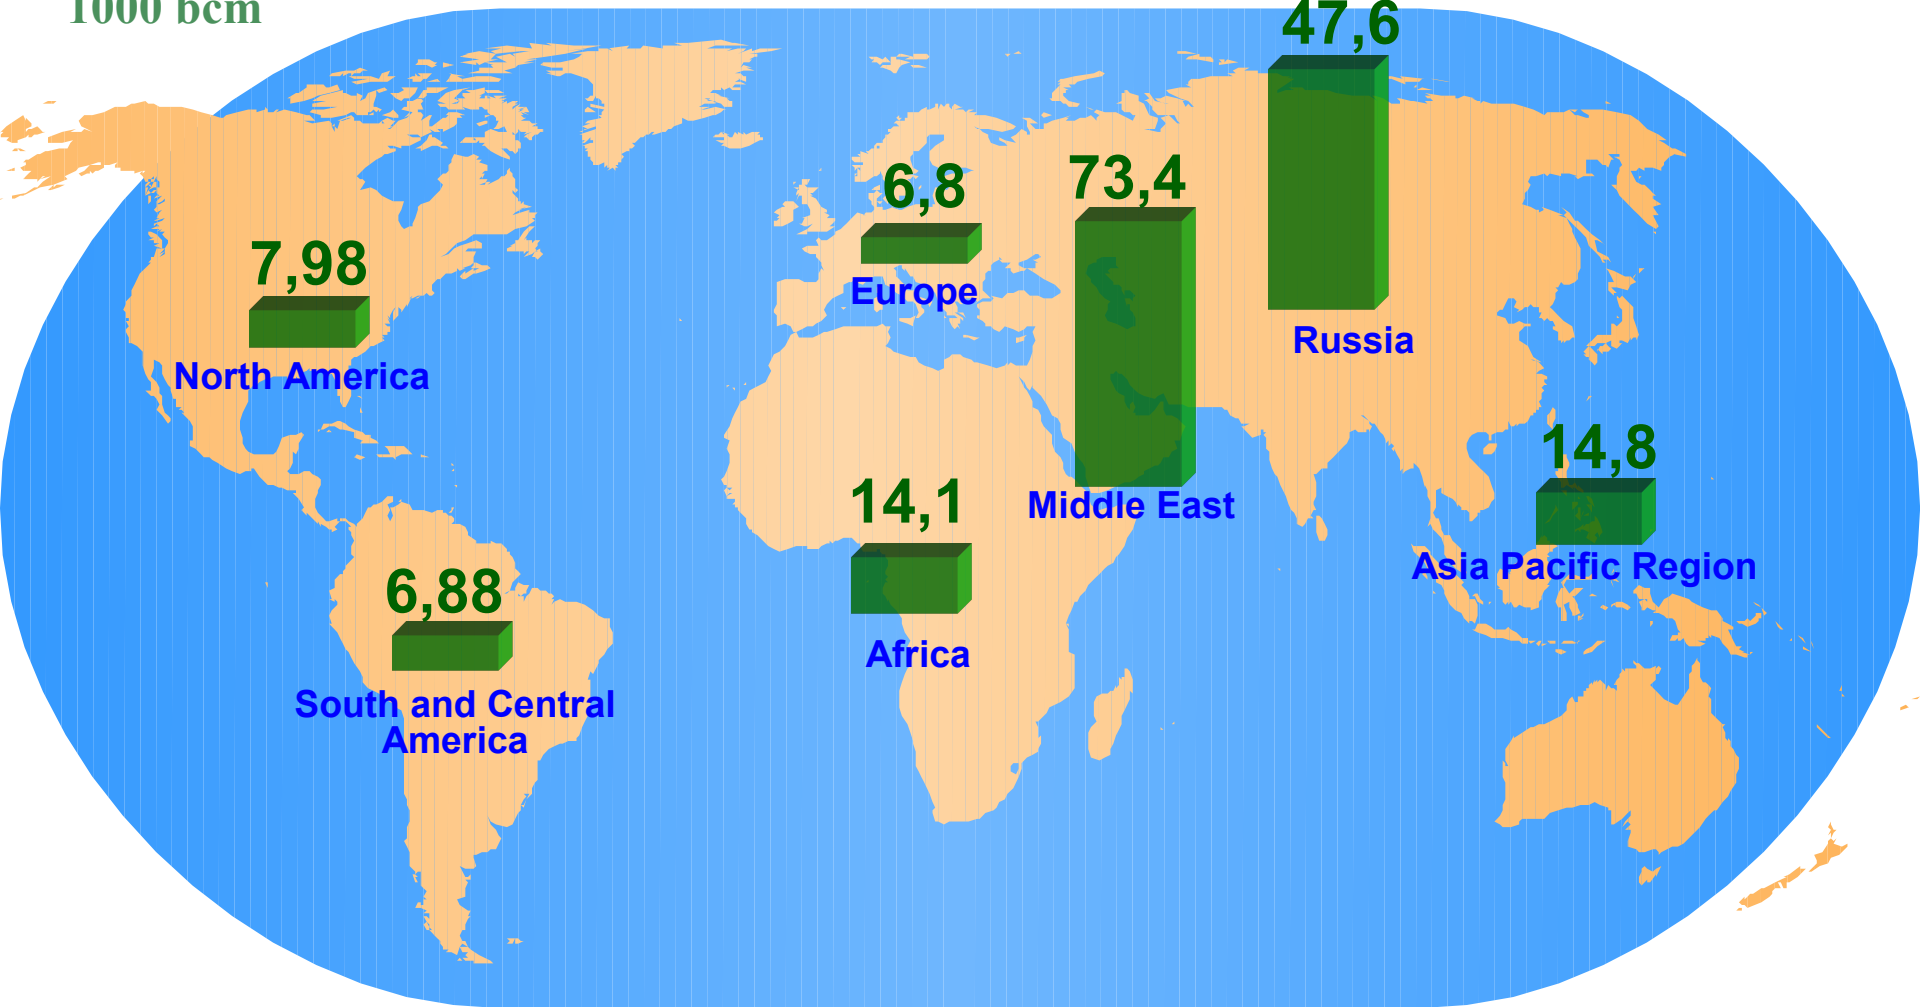 1000 bcm
47,6
Russia
6,8
Europe
73,4
Middle East
7,98
North America
14,8
Asia Pacific Region
14,1
Africa
6,88
South and Central
America